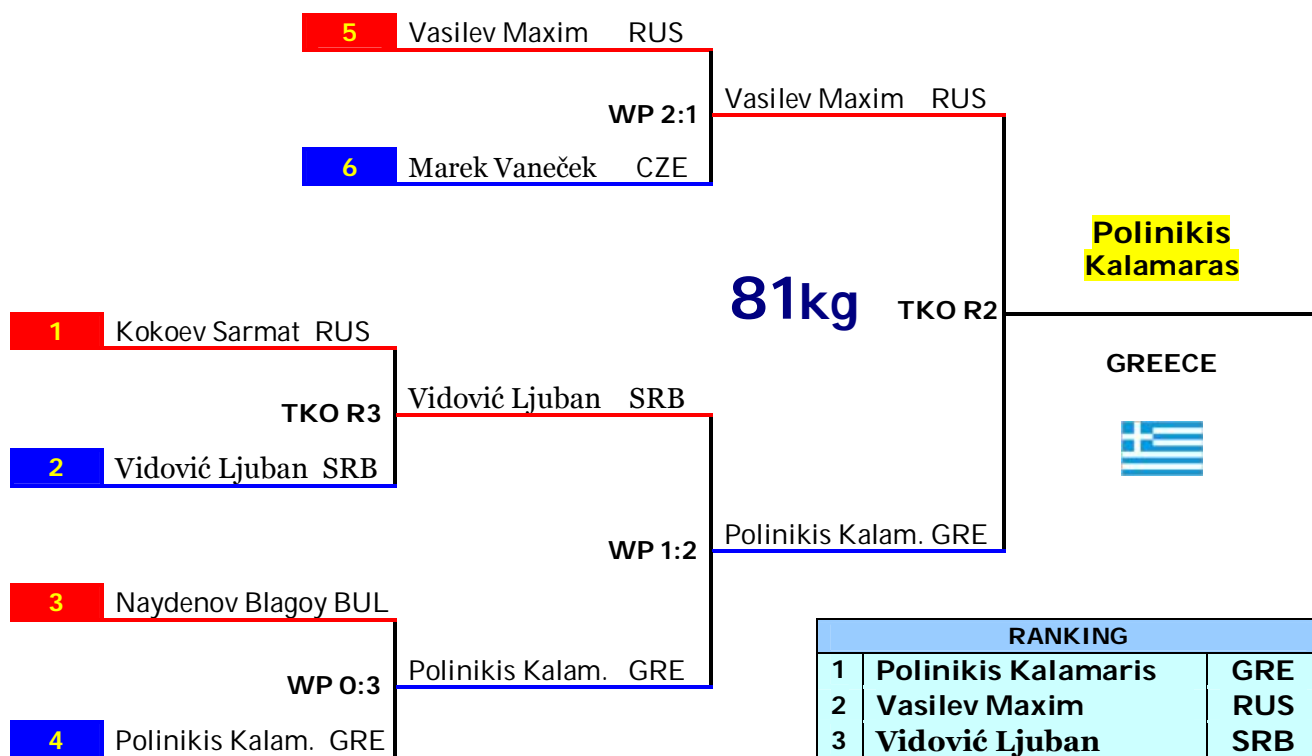 5 Vasilev Maxim RUS
WP 2:1 Vasilev Maxim RUS
6 Marek Vaneček CZE
Polinikis
Kalamaras
81kg TKO R2
1 Kokoev Sarmat RUS
GREECE
TKO R3 Vidović Ljuban SRB
2 Vidović Ljuban SRB
WP 1:2 Polinikis Kalam. GRE
3 Naydenov Blagoy BUL
RANKING
WP 0:3 Polinikis Kalam. GRE
1 Polinikis Kalamaris GRE
2 Vasilev Maxim RUS
4 Polinikis Kalam. GRE
3 Vidović Ljuban SRB